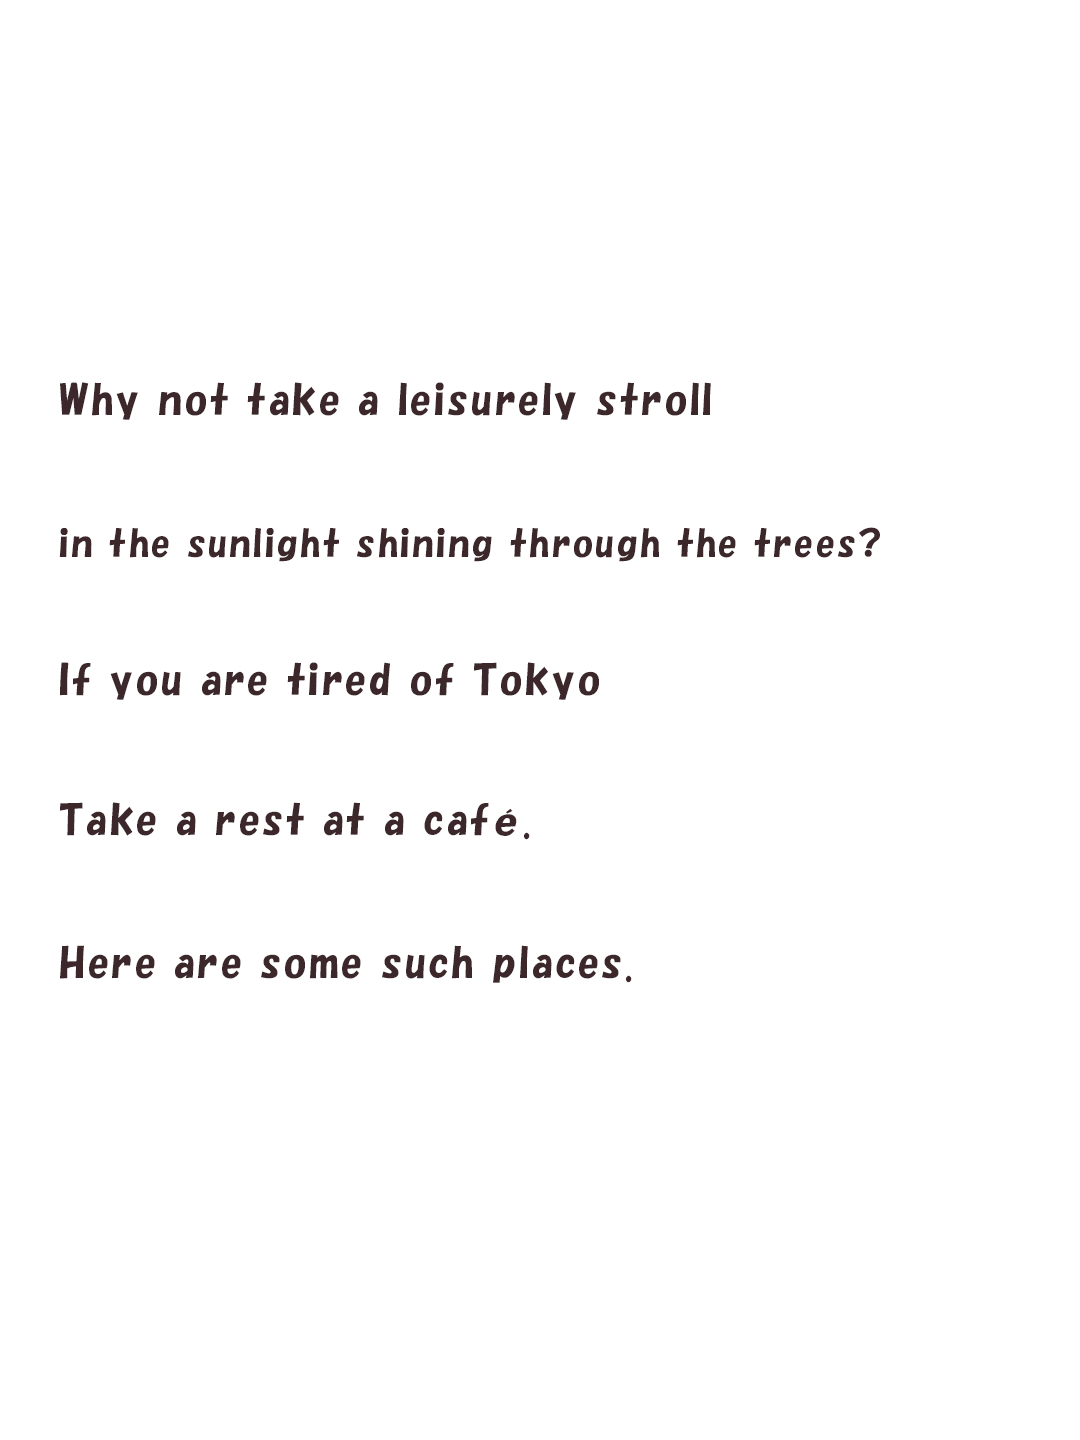 Why not take a leisurely stroll
in the sunlight shining through the trees?
If you are tired of Tokyo
Take a rest at a café.
Here are some such places.